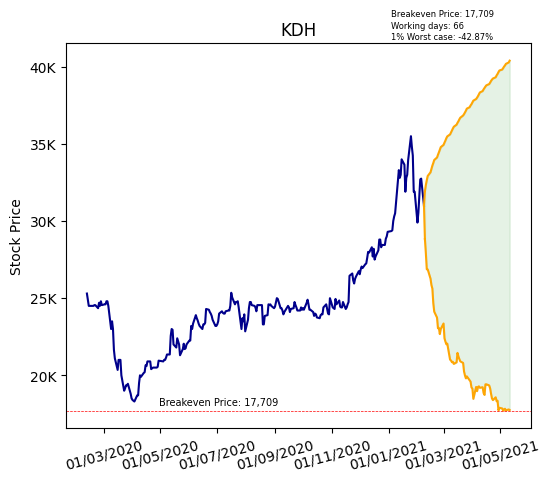 Breakeven Price: 17,709
Working days: 66
1% Worst case: -42.87%
KDH
Stock Price
40K
35K
30K
25K
20K
Breakeven Price: 17,709
01/03/2020
01/05/2020
01/07/2020
01/09/2020
01/11/2020
01/01/2021
01/03/2021
01/05/2021